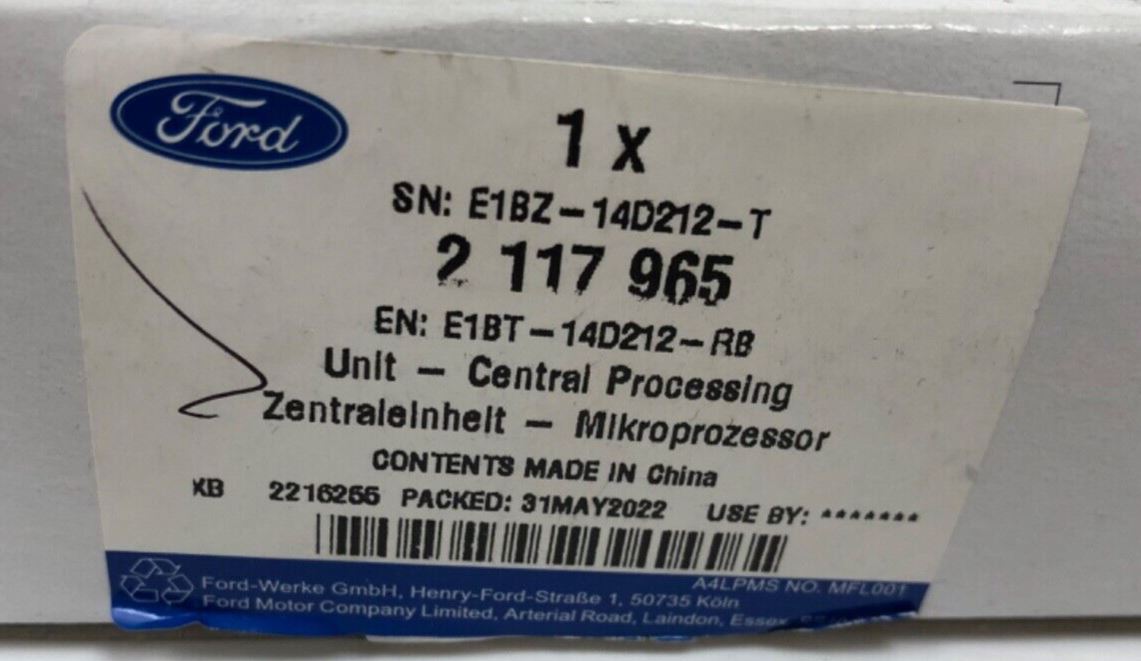 Ford
1 x
SN: E1BZ-14D212-T
2 117 965
EN: E1BT-14D212-RB
Unit - Central Processing
Zentraleinheit - Mikroprozessor
CONTENTS MADE IN China
XB 2216255 PACKED: 31MAY2022 USE BY: *******
A4LPMS NO. MFL001
Ford-Werke GmbH, Henry-Ford-Straße 1, 50735 Köln
Ford Motor Company Limited, Arterial Road, Laindon, Essex